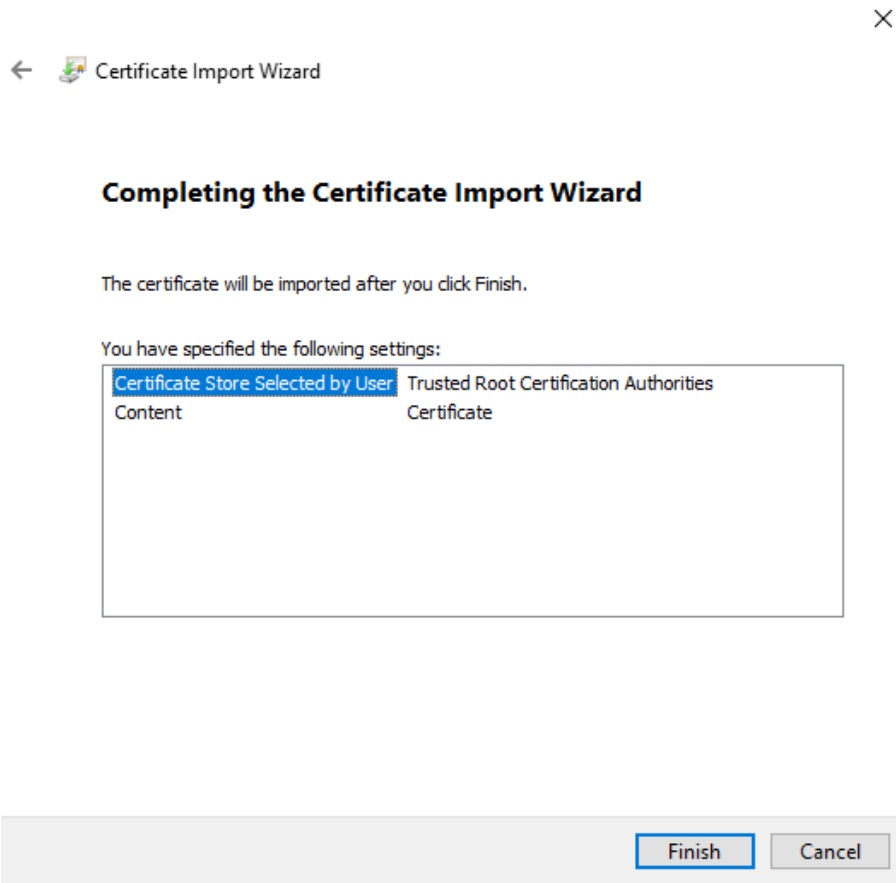 Certificate Import Wizard
Completing the Certificate Import Wizard
The certificate will be imported after you click Finish.
You have specified the following settings:
Certificate Store Selected by User Trusted Root Certification Authorities
Content Certificate
Finish Cancel